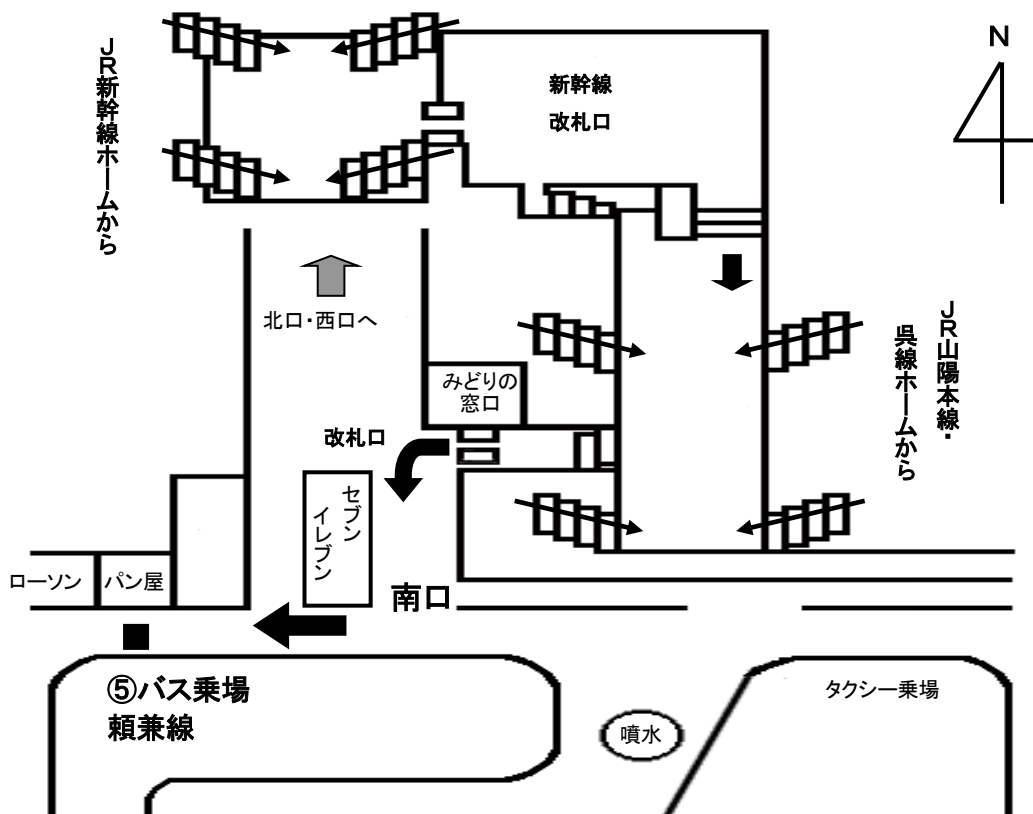 JR新幹線ホームから
新幹線
改札口
N
北口・西口へ
JR山陽本線・
呉線ホームから
みどりの
窓口
改札口
セブン
イレブン
ローソン
パン屋
南口
⑤バス乗場
頼兼線
噴水
タクシー乗場